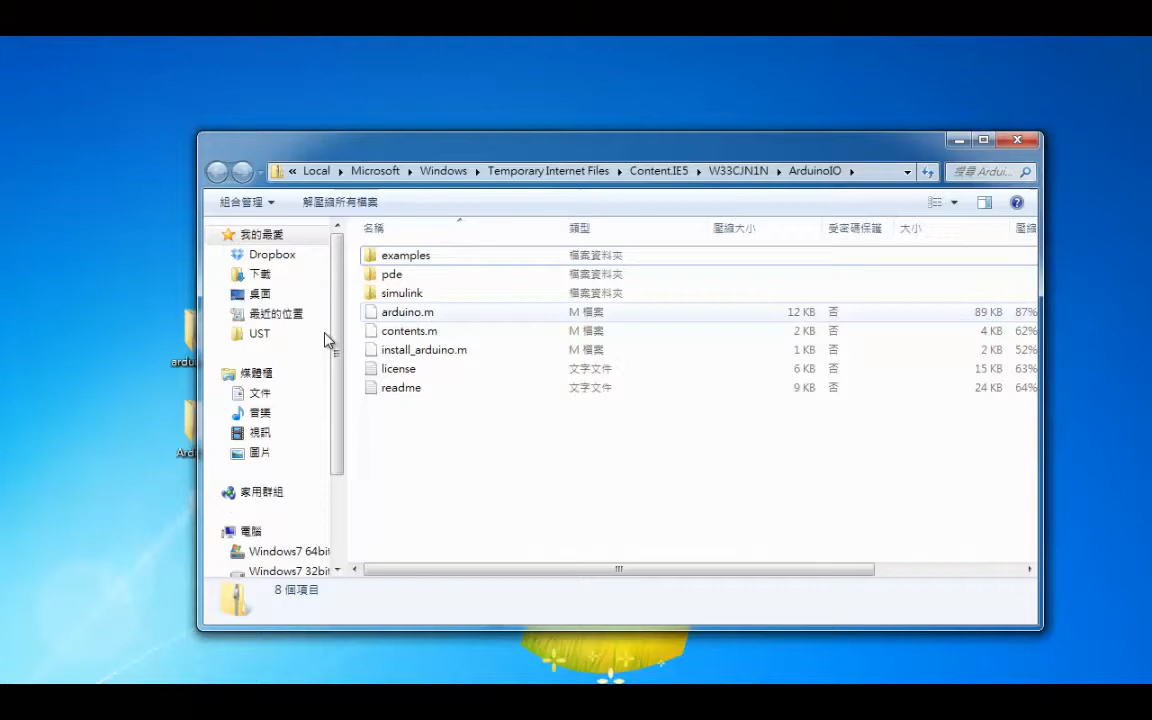 « Local ▸ Microsoft ▸ Windows ▸ Temporary Internet Files ▸ Content.IE5 ▸ W33CJN1N ▸ ArduinoIO ▸
搜尋 Ardui...
組合管理 解壓縮所有檔案
名稱 類型 壓縮大小 受密碼保護 大小 壓縮
我的最愛
Dropbox
下載
桌面
最近的位置
UST
媒體櫃
文件
音樂
視訊
圖片
家用群組
電腦
Windows7 64bit
Windows7 32bit
examples 檔案資料夾
pde 檔案資料夾
simulink 檔案資料夾
arduino.m M 檔案 12 KB 否 89 KB 87%
contents.m M 檔案 2 KB 否 4 KB 62%
install_arduino.m M 檔案 1 KB 否 2 KB 52%
license 文字文件 6 KB 否 15 KB 63%
readme 文字文件 9 KB 否 24 KB 64%
8 個項目
ardu
Ard